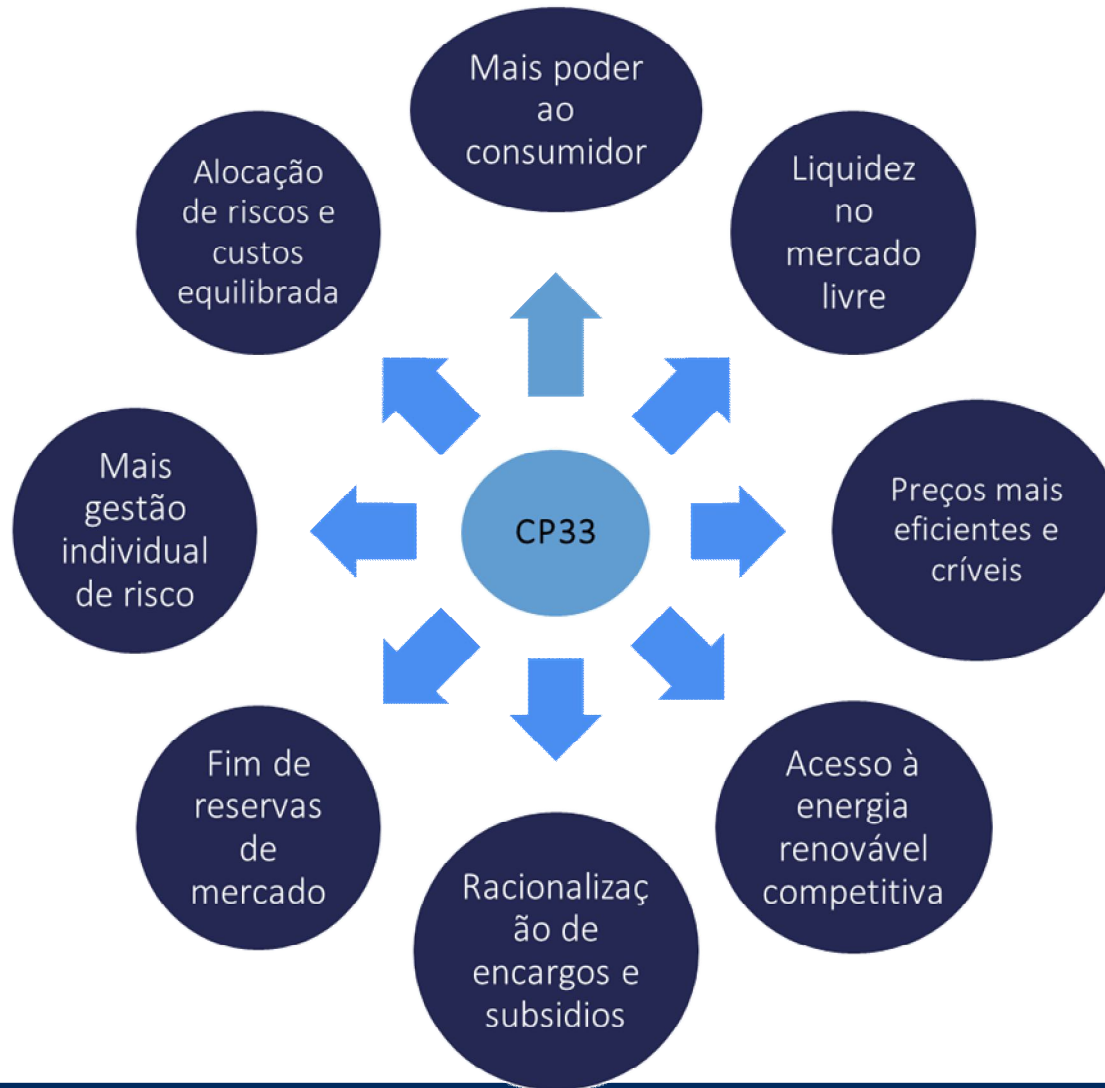 Mais poder
ao
consumidor
Liquidez
no
mercado
livre
Preços mais
eficientes e
críveis
Acesso à
energia
renovável
competitiva
Racionalizaç
ão de
encargos e
subsidios
Fim de
reservas
de
mercado
Mais
gestão
individual
de risco
Alocação
de riscos e
custos
equilibrada
CP33